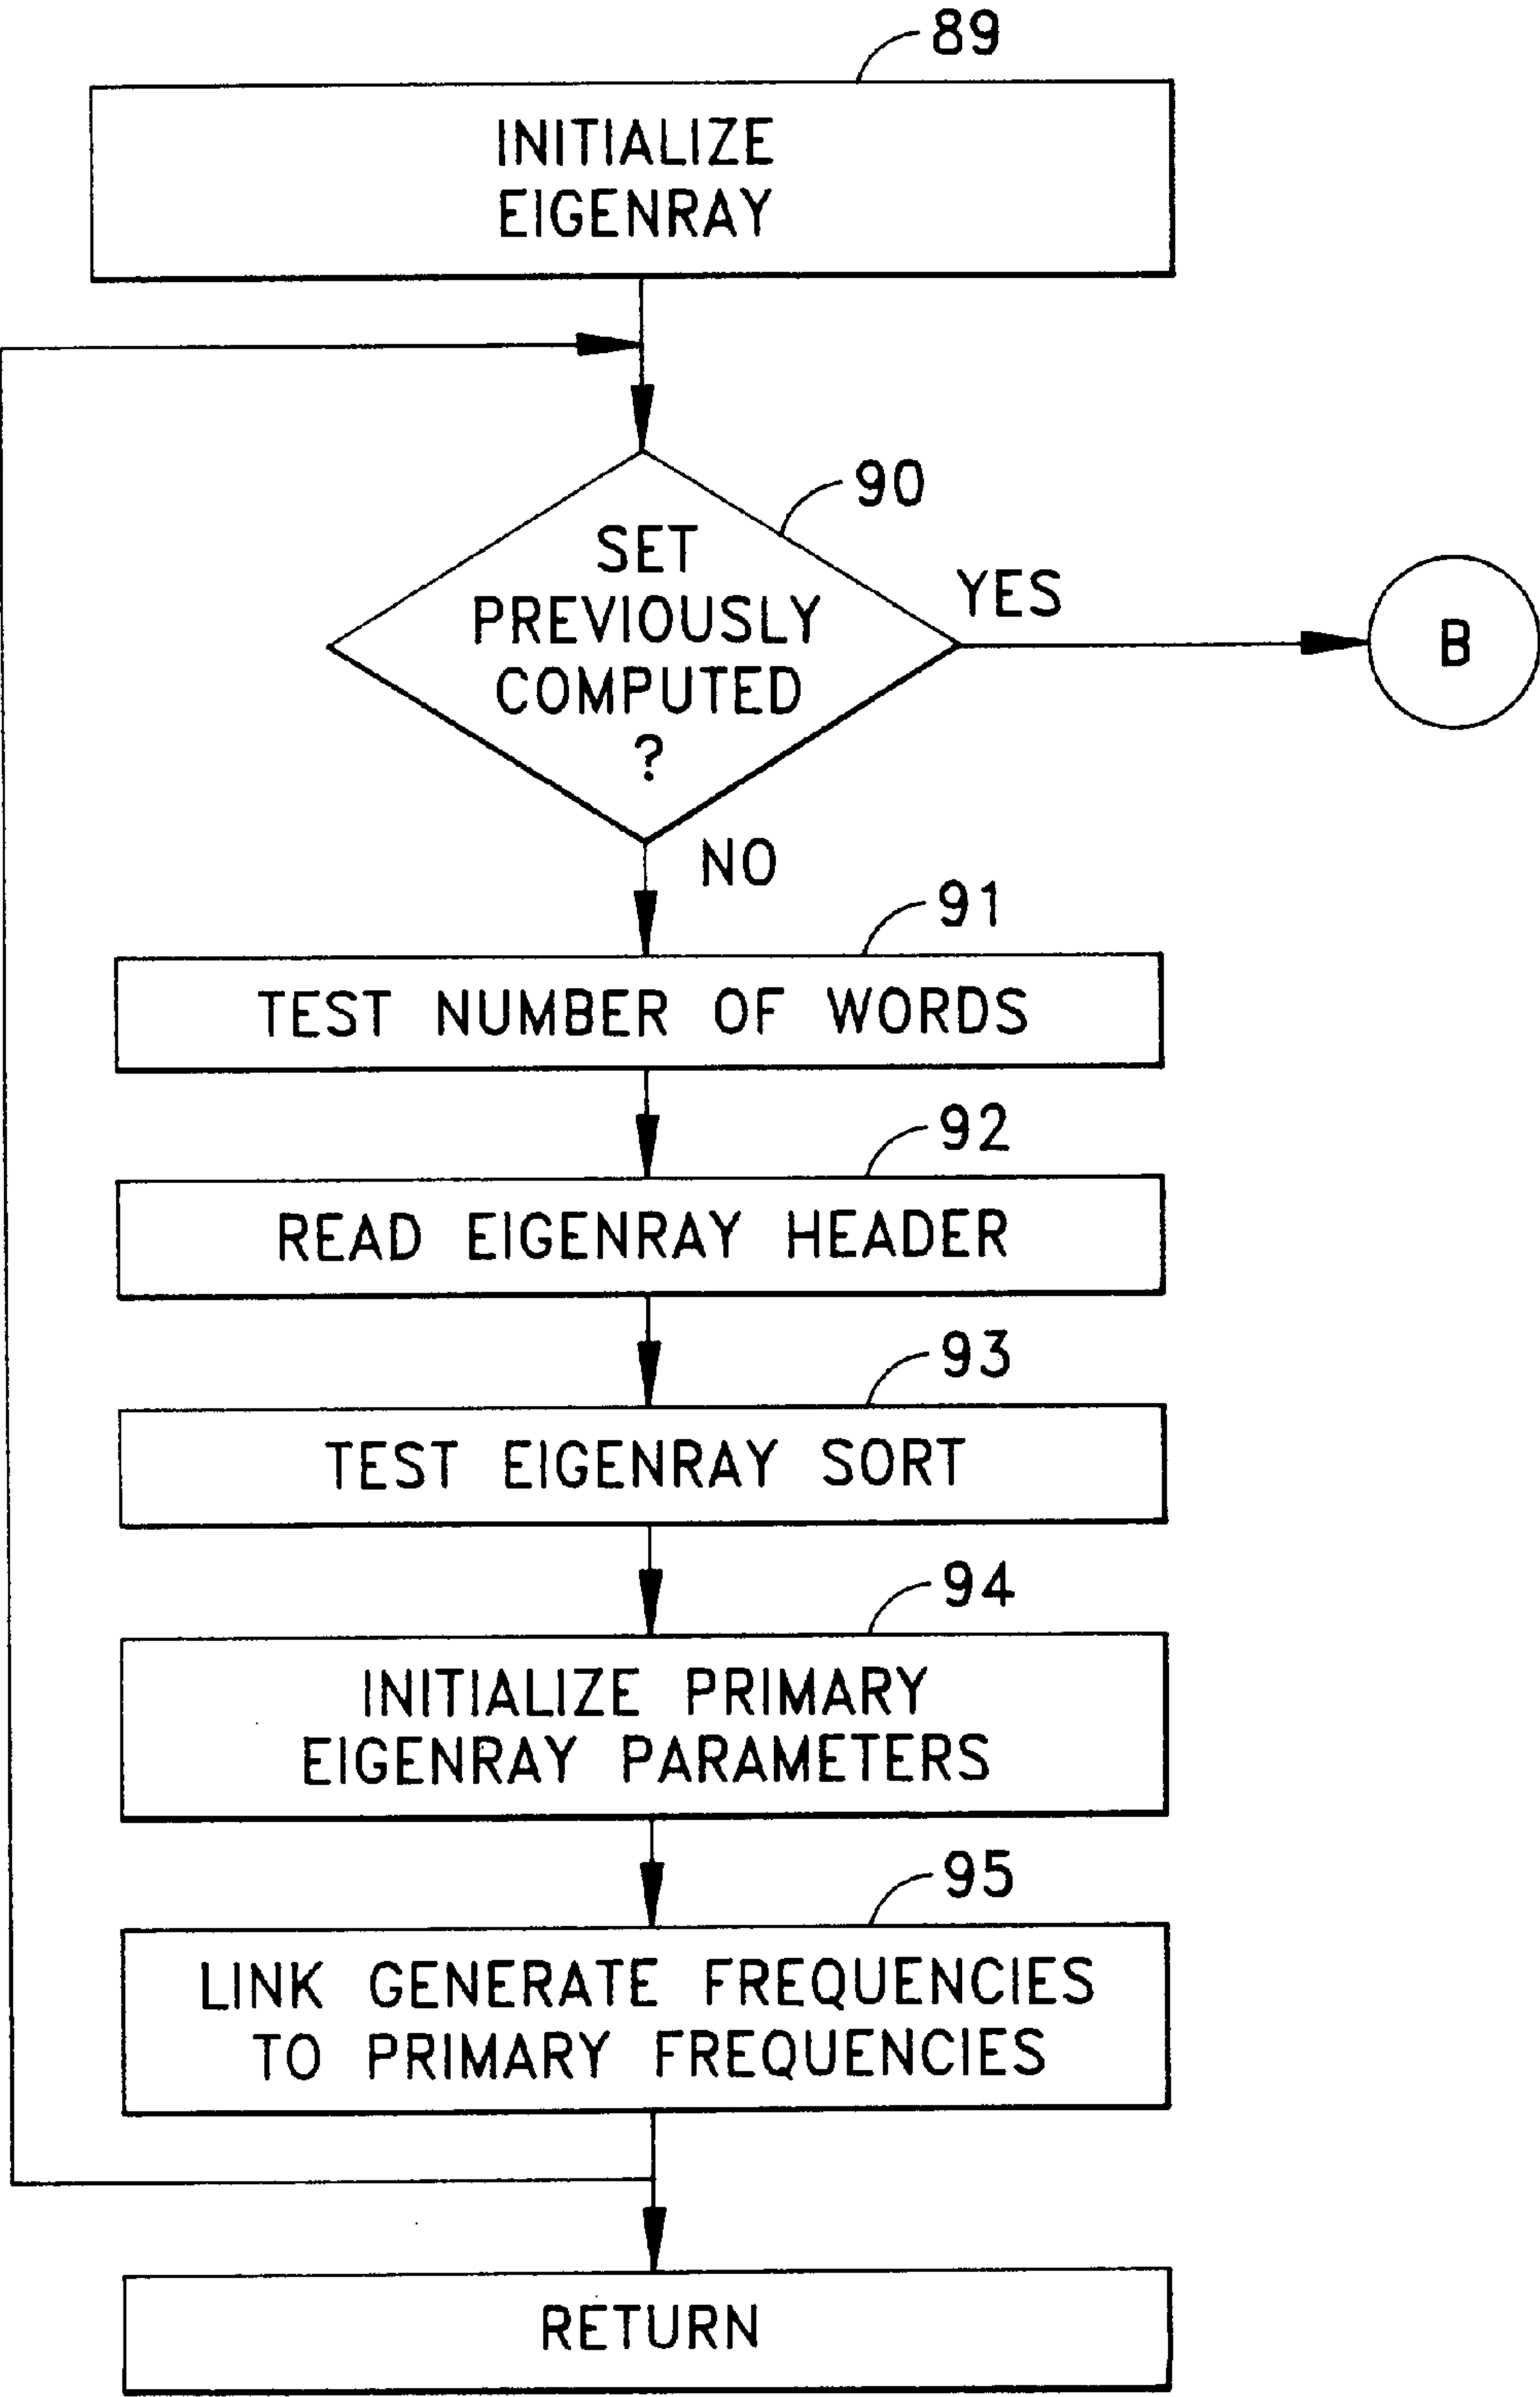 89
INITIALIZE
EIGENRAY
90
SET
PREVIOUSLY
COMPUTED
?
YES
B
NO
91
TEST NUMBER OF WORDS
92
READ EIGENRAY HEADER
93
TEST EIGENRAY SORT
94
INITIALIZE PRIMARY
EIGENRAY PARAMETERS
95
LINK GENERATE FREQUENCIES
TO PRIMARY FREQUENCIES
RETURN